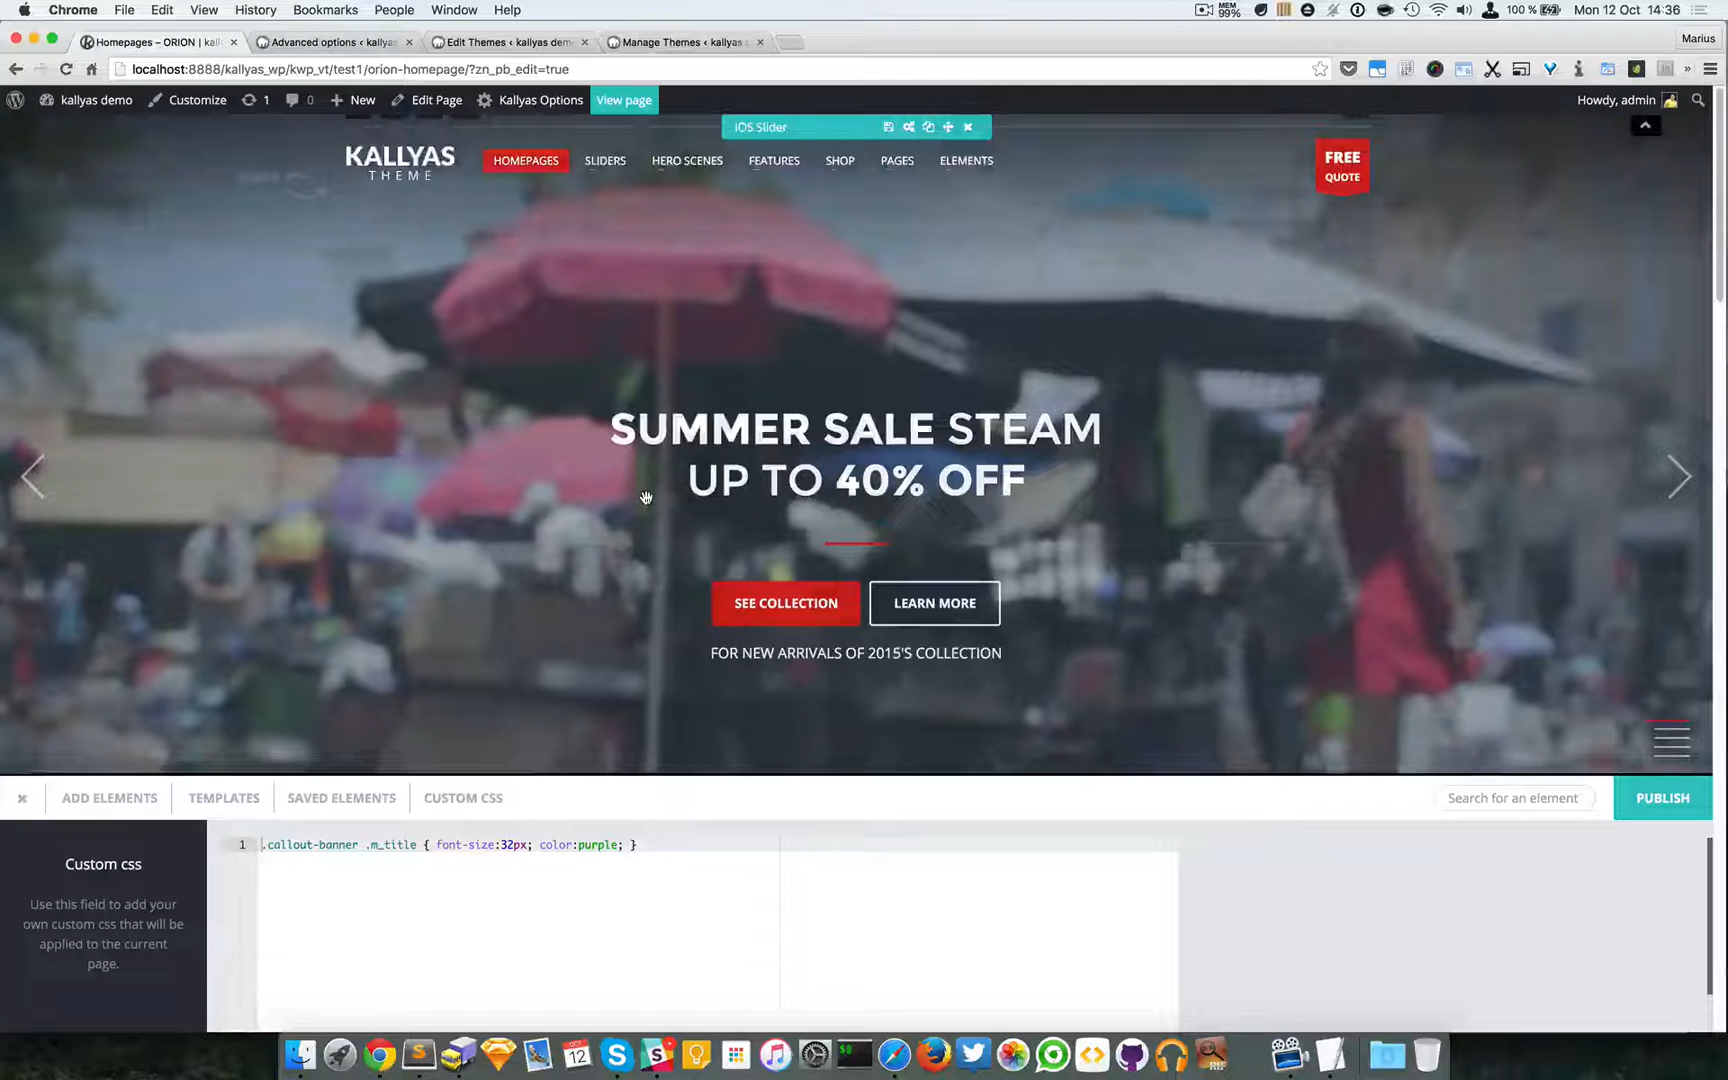 Chrome File Edit View History Bookmarks People Window Help
MEM 99% 100% Mon 12 Oct 14:36
Homepages – ORION | kall Advanced options ‹ kallyas Edit Themes ‹ kallyas dem Manage Themes ‹ kallyas Marius
localhost:8888/kallyas_wp/kwp_vt/test1/orion-homepage/?zn_pb_edit=true
kallyas demo Customize 1 0 New Edit Page Kallyas Options View page Howdy, admin
iOS Slider
KALLYAS
THEME
HOMEPAGES SLIDERS HERO SCENES FEATURES SHOP PAGES ELEMENTS
FREE
QUOTE
SUMMER SALE STEAM
UP TO 40% OFF
SEE COLLECTION LEARN MORE
FOR NEW ARRIVALS OF 2015'S COLLECTION
ADD ELEMENTS TEMPLATES SAVED ELEMENTS CUSTOM CSS Search for an element PUBLISH
1 .callout-banner .m_title { font-size:32px; color:purple; }
Custom css
Use this field to add your
own custom css that will be
applied to the current
page.